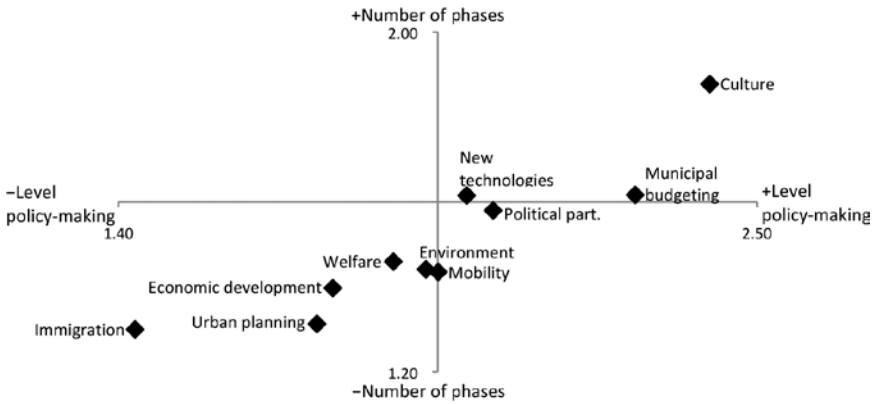 +Number of phases
2.00
Culture
New
technologies
Municipal
budgeting
−Level
policy-making
+Level
policy-making
Political part.
1.40
2.50
Welfare
Environment
Mobility
Economic development
Urban planning
Immigration
1.20
−Number of phases